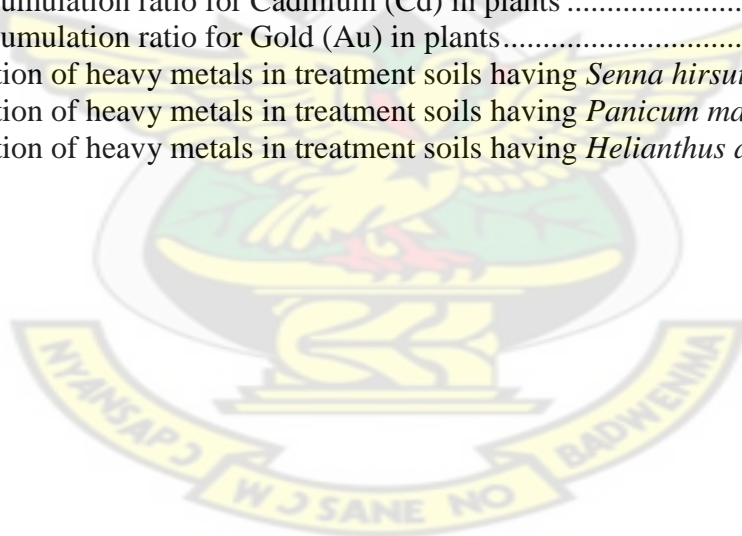 umulation ratio for Cadmium (Cd) in plants ..........................
umulation ratio for Gold (Au) in plants.................................
tion of heavy metals in treatment soils having Senna hirsu
tion of heavy metals in treatment soils having Panicum ma
tion of heavy metals in treatment soils having Helianthus
NYANSAPƆ WƆ SANE NO BADWENMA